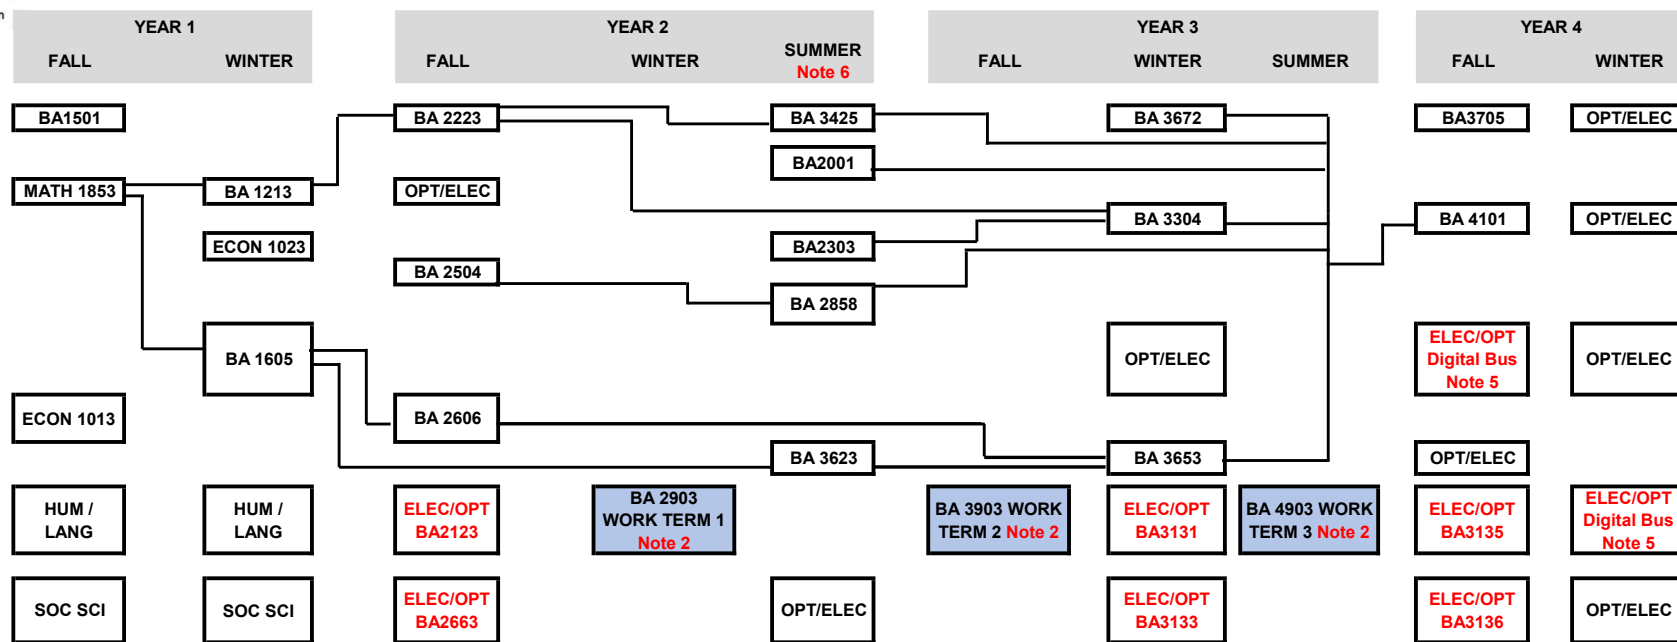 n
YEAR 1
YEAR 2
YEAR 3
YEAR 4
FALL
WINTER
FALL
WINTER
SUMMER
Note 6
FALL
WINTER
SUMMER
FALL
WINTER
BA1501
BA 2223
BA 3425
BA 3672
BA3705
OPT/ELEC
BA2001
MATH 1853
BA 1213
OPT/ELEC
BA 3304
BA 4101
OPT/ELEC
ECON 1023
BA2303
BA 2504
BA 2858
BA 1605
OPT/ELEC
ELEC/OPT
Digital Bus
Note 5
OPT/ELEC
ECON 1013
BA 2606
BA 3623
BA 3653
OPT/ELEC
HUM /
LANG
HUM /
LANG
ELEC/OPT
BA2123
BA 2903
WORK TERM 1
Note 2
BA 3903 WORK
TERM 2 Note 2
ELEC/OPT
BA3131
BA 4903 WORK
TERM 3 Note 2
ELEC/OPT
BA3135
ELEC/OPT
Digital Bus
Note 5
SOC SCI
SOC SCI
ELEC/OPT
BA2663
OPT/ELEC
ELEC/OPT
BA3133
ELEC/OPT
BA3136
OPT/ELEC